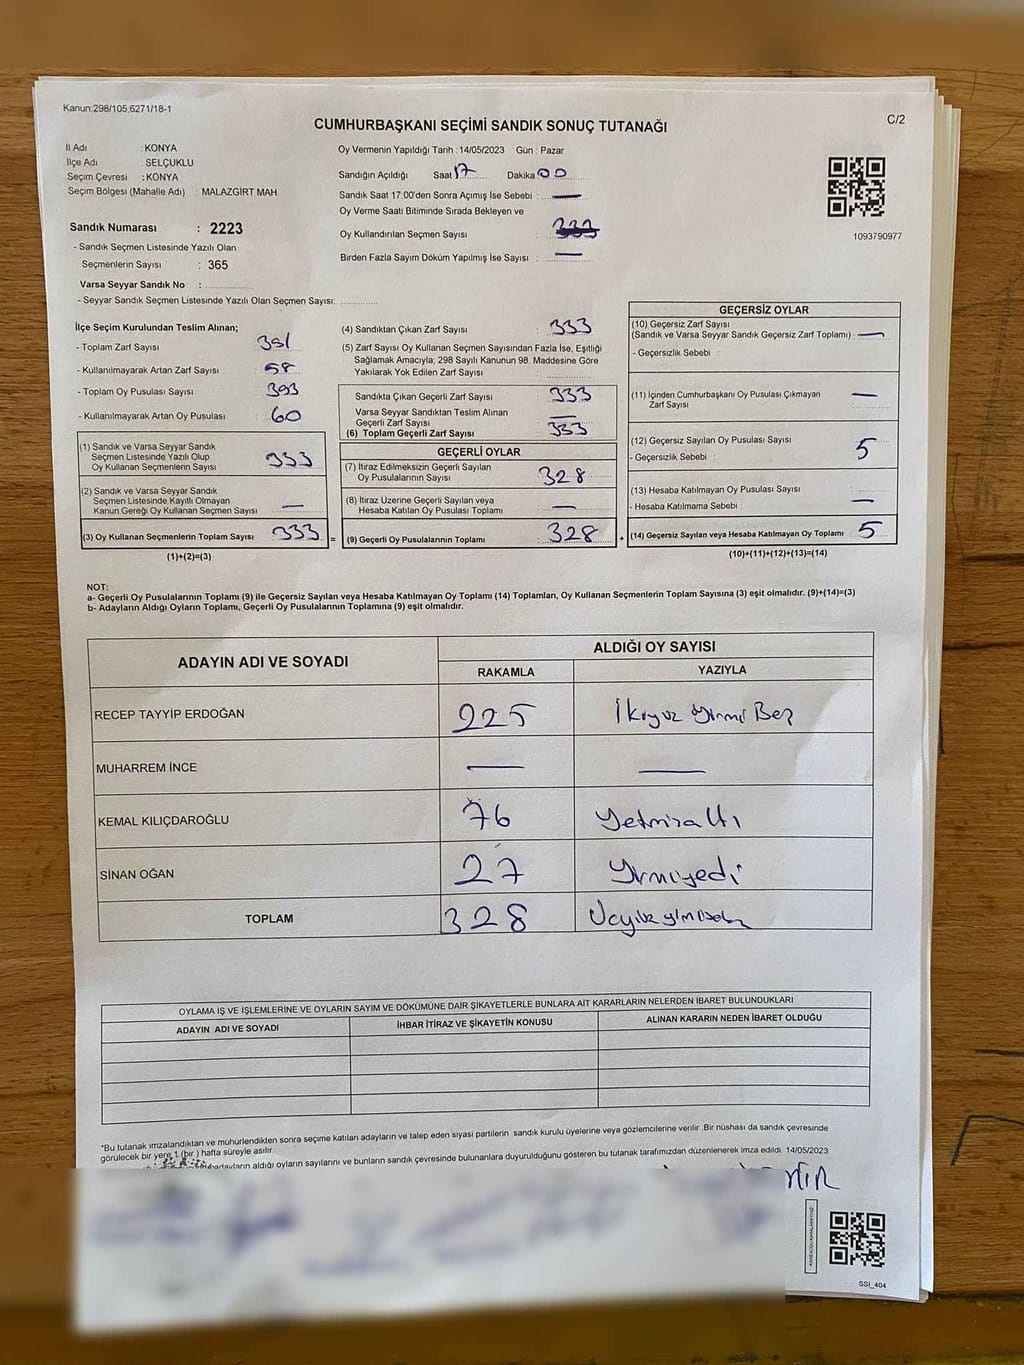 Kanun:298/105,6271/18-1
C/2
CUMHURBAŞKANI SEÇİMİ SANDIK SONUÇ TUTANAĞI
İl Adı : KONYA
İlçe Adı : SELÇUKLU
Seçim Çevresi : KONYA
Seçim Bölgesi (Mahalle Adı) : MALAZGİRT MAH
Sandık Numarası : 2223
- Sandık Seçmen Listesinde Yazılı Olan
Seçmenlerin Sayısı : 365
Varsa Seyyar Sandık No :
- Seyyar Sandık Seçmen Listesinde Yazılı Olan Seçmen Sayısı:
Oy Vermenin Yapıldığı Tarih : 14/05/2023 Gün : Pazar
Sandığın Açıldığı Saat 17 Dakika 00
Sandık Saat 17:00'den Sonra Açımış İse Sebebi : —
Oy Verme Saati Bitiminde Sırada Bekleyen ve
Oy Kullandırılan Seçmen Sayısı : 333
Birden Fazla Sayım Döküm Yapılmış İse Sayısı : —
1093790977
İlçe Seçim Kurulundan Teslim Alınan;
- Toplam Zarf Sayısı 391
- Kullanılmayarak Artan Zarf Sayısı 58
- Toplam Oy Pusulası Sayısı 393
- Kullanılmayarak Artan Oy Pusulası 60
(1) Sandık ve Varsa Seyyar Sandık
Seçmen Listesinde Yazılı Olup
Oy Kullanan Seçmenlerin Sayısı 333
(2) Sandık ve Varsa Seyyar Sandık
Seçmen Listesinde Kayıtlı Olmayan
Kanun Gereği Oy Kullanan Seçmen Sayısı —
(3) Oy Kullanan Seçmenlerin Toplam Sayısı 333
(1)+(2)=(3)
=
(4) Sandıktan Çıkan Zarf Sayısı : 333
(5) Zarf Sayısı Oy Kullanan Seçmen Sayısından Fazla İse, Eşitliği
Sağlamak Amacıyla; 298 Sayılı Kanunun 98. Maddesine Göre
Yakılarak Yok Edilen Zarf Sayısı :
Sandıkta Çıkan Geçerli Zarf Sayısı : 333
Varsa Seyyar Sandıktan Teslim Alınan
Geçerli Zarf Sayısı : —
(6) Toplam Geçerli Zarf Sayısı 333
GEÇERLİ OYLAR
(7) İtiraz Edilmeksizin Geçerli Sayılan
Oy Pusulalarının Sayısı : 328
(8) İtiraz Üzerine Geçerli Sayılan veya
Hesaba Katılan Oy Pusulaları Toplamı : —
(9) Geçerli Oy Pusulalarının Toplamı : 328
+
GEÇERSİZ OYLAR
(10) Geçersiz Zarf Sayısı
(Sandık ve Varsa Seyyar Sandık Geçersiz Zarf Toplamı) : —
- Geçersizlik Sebebi :
(11) İçinden Cumhurbaşkanı Oy Pusulası Çıkmayan
Zarf Sayısı : —
(12) Geçersiz Sayılan Oy Pusulası Sayısı : 5
- Geçersizlik Sebebi :
(13) Hesaba Katılmayan Oy Pusulası Sayısı : —
- Hesaba Katılmama Sebebi :
(14) Geçersiz Sayılan veya Hesaba Katılmayan Oy Toplamı : 5
(10)+(11)+(12)+(13)=(14)
NOT:
a- Geçerli Oy Pusulalarının Toplamı (9) ile Geçersiz Sayılan veya Hesaba Katılmayan Oy Toplamı (14) Toplamları, Oy Kullanan Seçmenlerin Toplam Sayısına (3) eşit olmalıdır. (9)+(14)=(3)
b- Adayların Aldığı Oyların Toplamı, Geçerli Oy Pusulalarının Toplamına (9) eşit olmalıdır.
ADAYIN ADI VE SOYADI ALDIĞI OY SAYISI
RAKAMLA YAZIYLA
RECEP TAYYİP ERDOĞAN 225 İkiyüz Yirmi Beş
MUHARREM İNCE — —
KEMAL KILIÇDAROĞLU 76 Yetmişaltı
SİNAN OĞAN 27 Yirmiyedi
TOPLAM 328 Üçyüz yirmisekiz
OYLAMA İŞ VE İŞLEMLERİNE VE OYLARIN SAYIM VE DÖKÜMÜNE DAİR ŞİKAYETLERLE BUNLARA AİT KARARLARIN NELERDEN İBARET BULUNDUKLARI
ADAYIN ADI VE SOYADI İHBAR İTİRAZ VE ŞİKAYETİN KONUSU ALINAN KARARIN NEDEN İBARET OLDUĞU
*Bu tutanak imzalandıktan ve mühürlendikten sonra seçime katılan adayların ve talep eden siyasi partilerin sandık kurulu üyelerine veya gözlemcilerine verilir. Bir nüshası da sandık çevresinde
görülecek bir yere 1 (bir) hafta süreyle asılır.
adayların aldığı oyların sayılarını ve bunların sandık çevresinde bulunanlara duyurulduğunu gösteren bu tutanak tarafımızdan düzenlenerek imza edildi. 14/05/2023
SSI_404